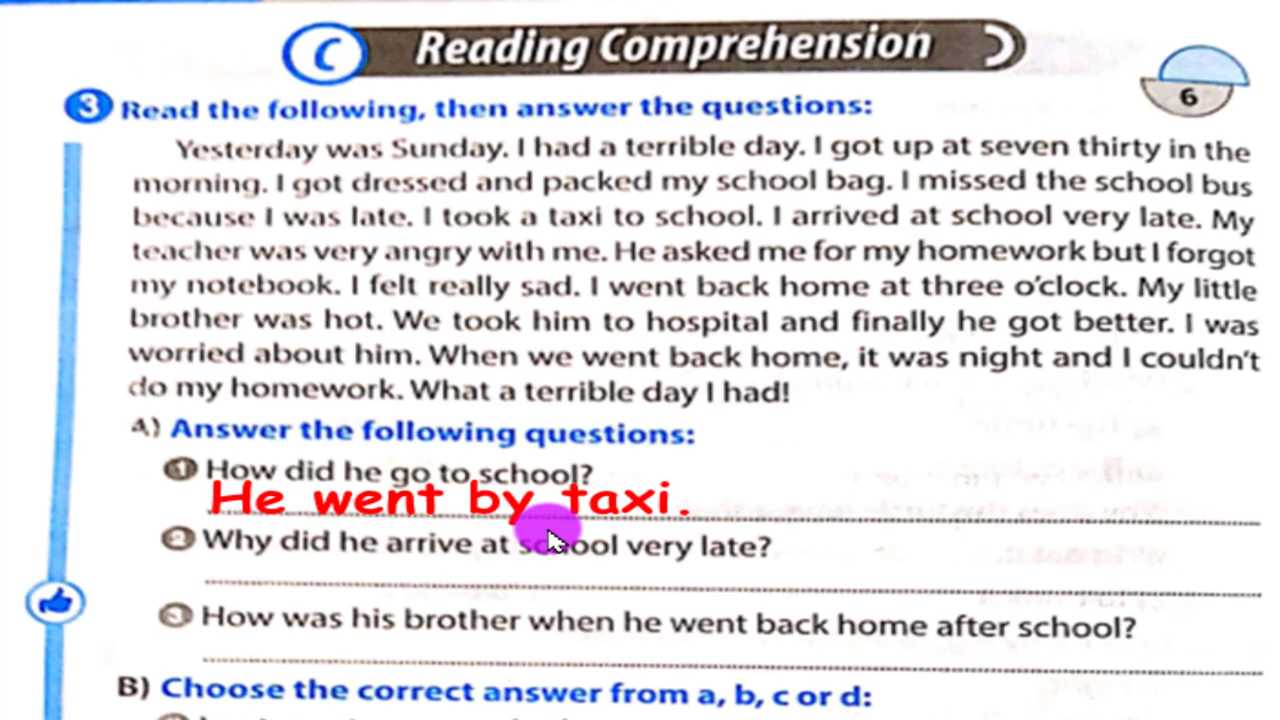 C Reading Comprehension
6
3 Read the following, then answer the questions:
Yesterday was Sunday. I had a terrible day. I got up at seven thirty in the
morning. I got dressed and packed my school bag. I missed the school bus
because I was late. I took a taxi to school. I arrived at school very late. My
teacher was very angry with me. He asked me for my homework but I forgot
my notebook. I felt really sad. I went back home at three o'clock. My little
brother was hot. We took him to hospital and finally he got better. I was
worried about him. When we went back home, it was night and I couldn't
do my homework. What a terrible day I had!
A) Answer the following questions:
1 How did he go to school?
He went by taxi.
2 Why did he arrive at school very late?
3 How was his brother when he went back home after school?
B) Choose the correct answer from a, b, c or d: